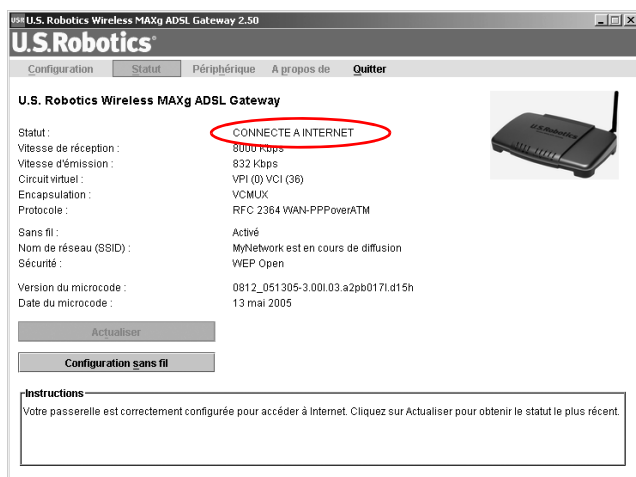 USR U.S. Robotics Wireless MAXg ADSL Gateway 2.50
U.S.Robotics
Configuration Statut Périphérique A propos de Quitter
U.S. Robotics Wireless MAXg ADSL Gateway
U.S.Robotics
Statut : CONNECTE A INTERNET
Vitesse de réception : 8000 Kbps
Vitesse d'émission : 832 Kbps
Circuit virtuel : VPI (0) VCI (36)
Encapsulation : VCMUX
Protocole : RFC 2364 WAN-PPPoverATM
Sans fil : Activé
Nom de réseau (SSID) : MyNetwork est en cours de diffusion
Sécurité : WEP Open
Version du microcode : 0812_051305-3.00l.03.a2pb017l.d15h
Date du microcode : 13 mai 2005
Actualiser
Configuration sans fil
Instructions
Votre passerelle est correctement configurée pour accéder à Internet. Cliquez sur Actualiser pour obtenir le statut le plus récent.